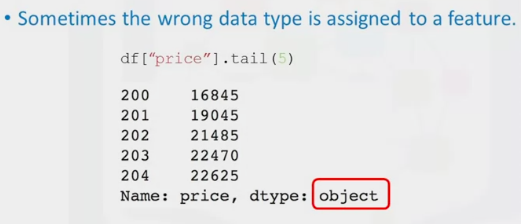 • Sometimes the wrong data type is assigned to a feature.
df["price"].tail(5)
200 16845
201 19045
202 21485
203 22470
204 22625
Name: price, dtype: object